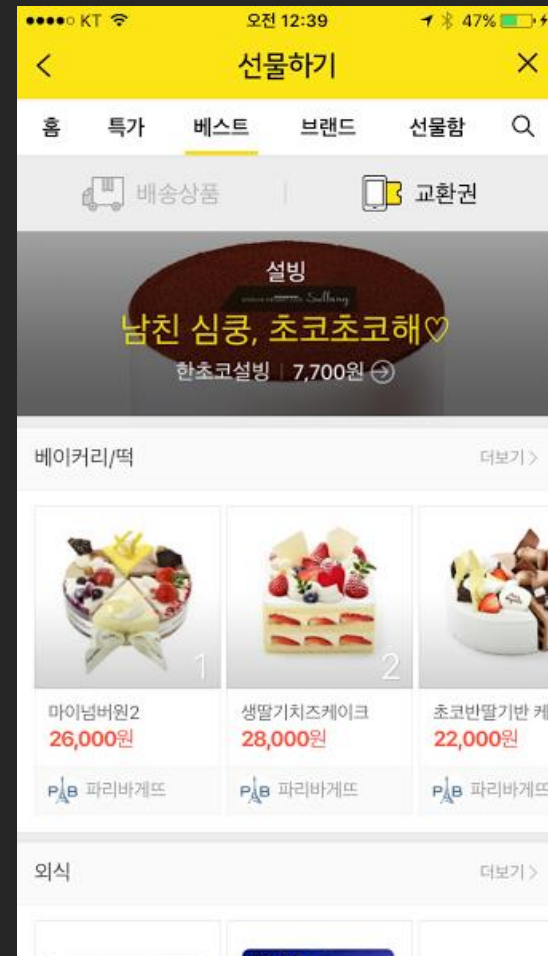 KT 오전 12:39 47%
선물하기
홈 특가 베스트 브랜드 선물함
배송상품 교환권
설빙
Sulbing
남친 심쿵, 초코초코해♡
한초코설빙 | 7,700원
베이커리/떡 더보기 >
1 2
마이넘버원2 생딸기치즈케이크 초코반딸기반 케
26,000원 28,000원 22,000원
PB 파리바게뜨 PB 파리바게뜨 PB 파리바게뜨
외식 더보기 >